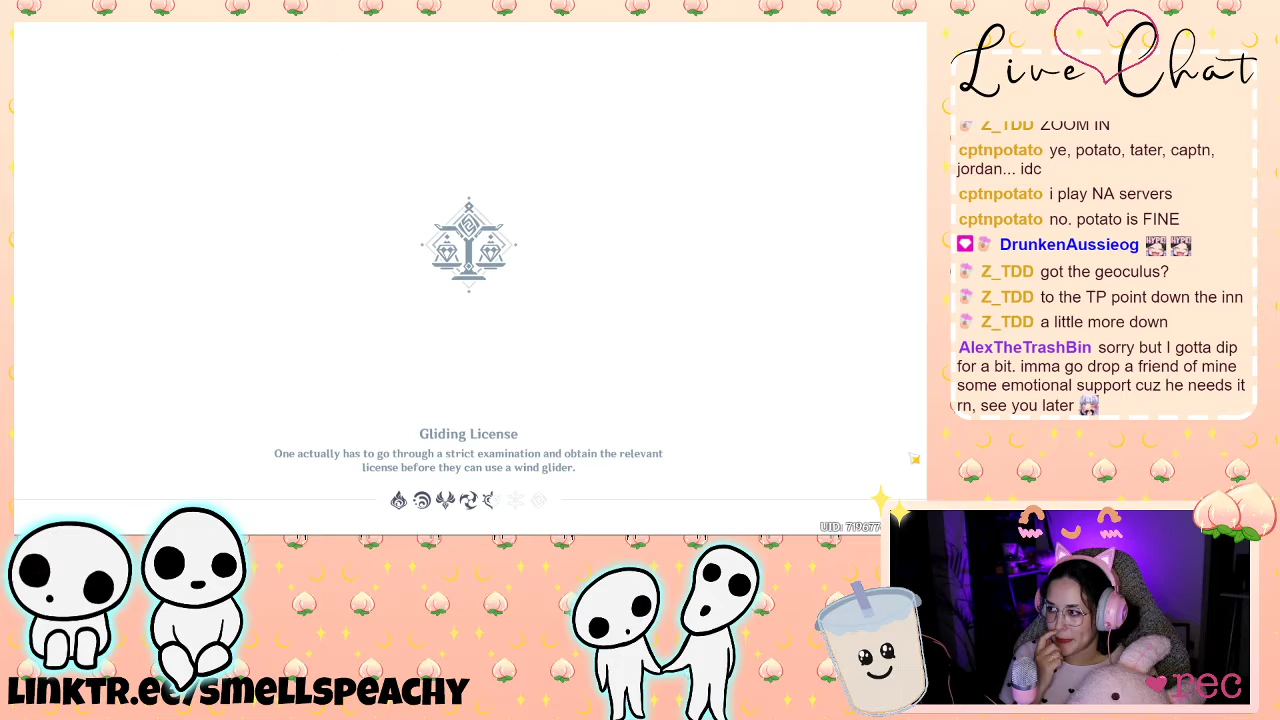 Live Chat
Z_TDD ZOOM IN
cptnpotato ye, potato, tater, captn,
jordan... idc
cptnpotato i play NA servers
cptnpotato no. potato is FINE
DrunkenAussieog
Z_TDD got the geoculus?
Z_TDD to the TP point down the inn
Z_TDD a little more down
AlexTheTrashBin sorry but I gotta dip
for a bit. imma go drop a friend of mine
some emotional support cuz he needs it
rn, see you later
Gliding License
One actually has to go through a strict examination and obtain the relevant
license before they can use a wind glider.
UID: 719677
linktr.ee/smellspeachy
rec